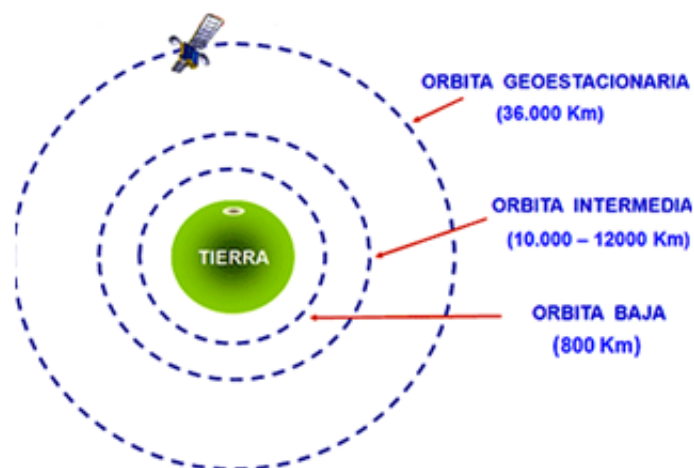 ORBITA GEOESTACIONARIA
(36.000 Km)
ORBITA INTERMEDIA
(10.000 – 12000 Km)
TIERRA
ORBITA BAJA
(800 Km)